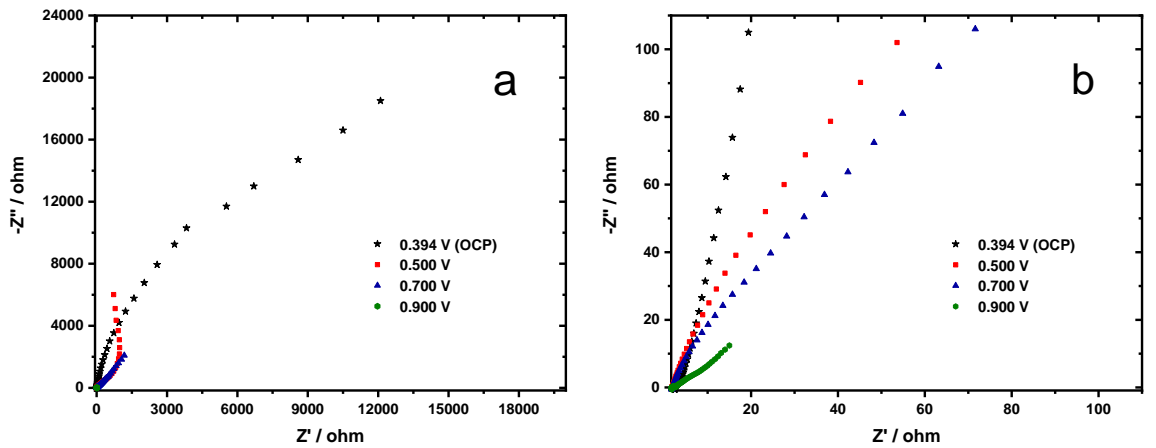 24000
20000
16000
12000
8000
4000
0
-Z'' / ohm
a
0.394 V (OCP)
0.500 V
0.700 V
0.900 V
0 3000 6000 9000 12000 15000 18000
Z' / ohm
100
80
60
40
20
0
-Z'' / ohm
b
0.394 V (OCP)
0.500 V
0.700 V
0.900 V
20 40 60 80 100
Z' / ohm